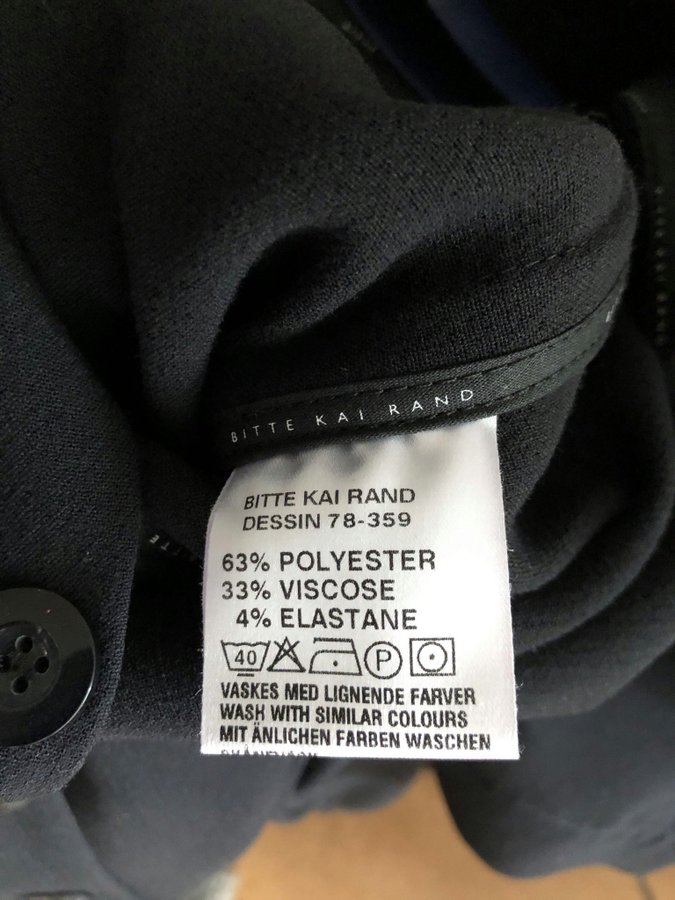 BITTE KAI RAND
BITTE KAI RAND
DESSIN 78-359
63% POLYESTER
33% VISCOSE
4% ELASTANE
40 P
VASKES MED LIGNENDE FARVER
WASH WITH SIMILAR COLOURS
MIT ÄNLICHEN FARBEN WASCHEN